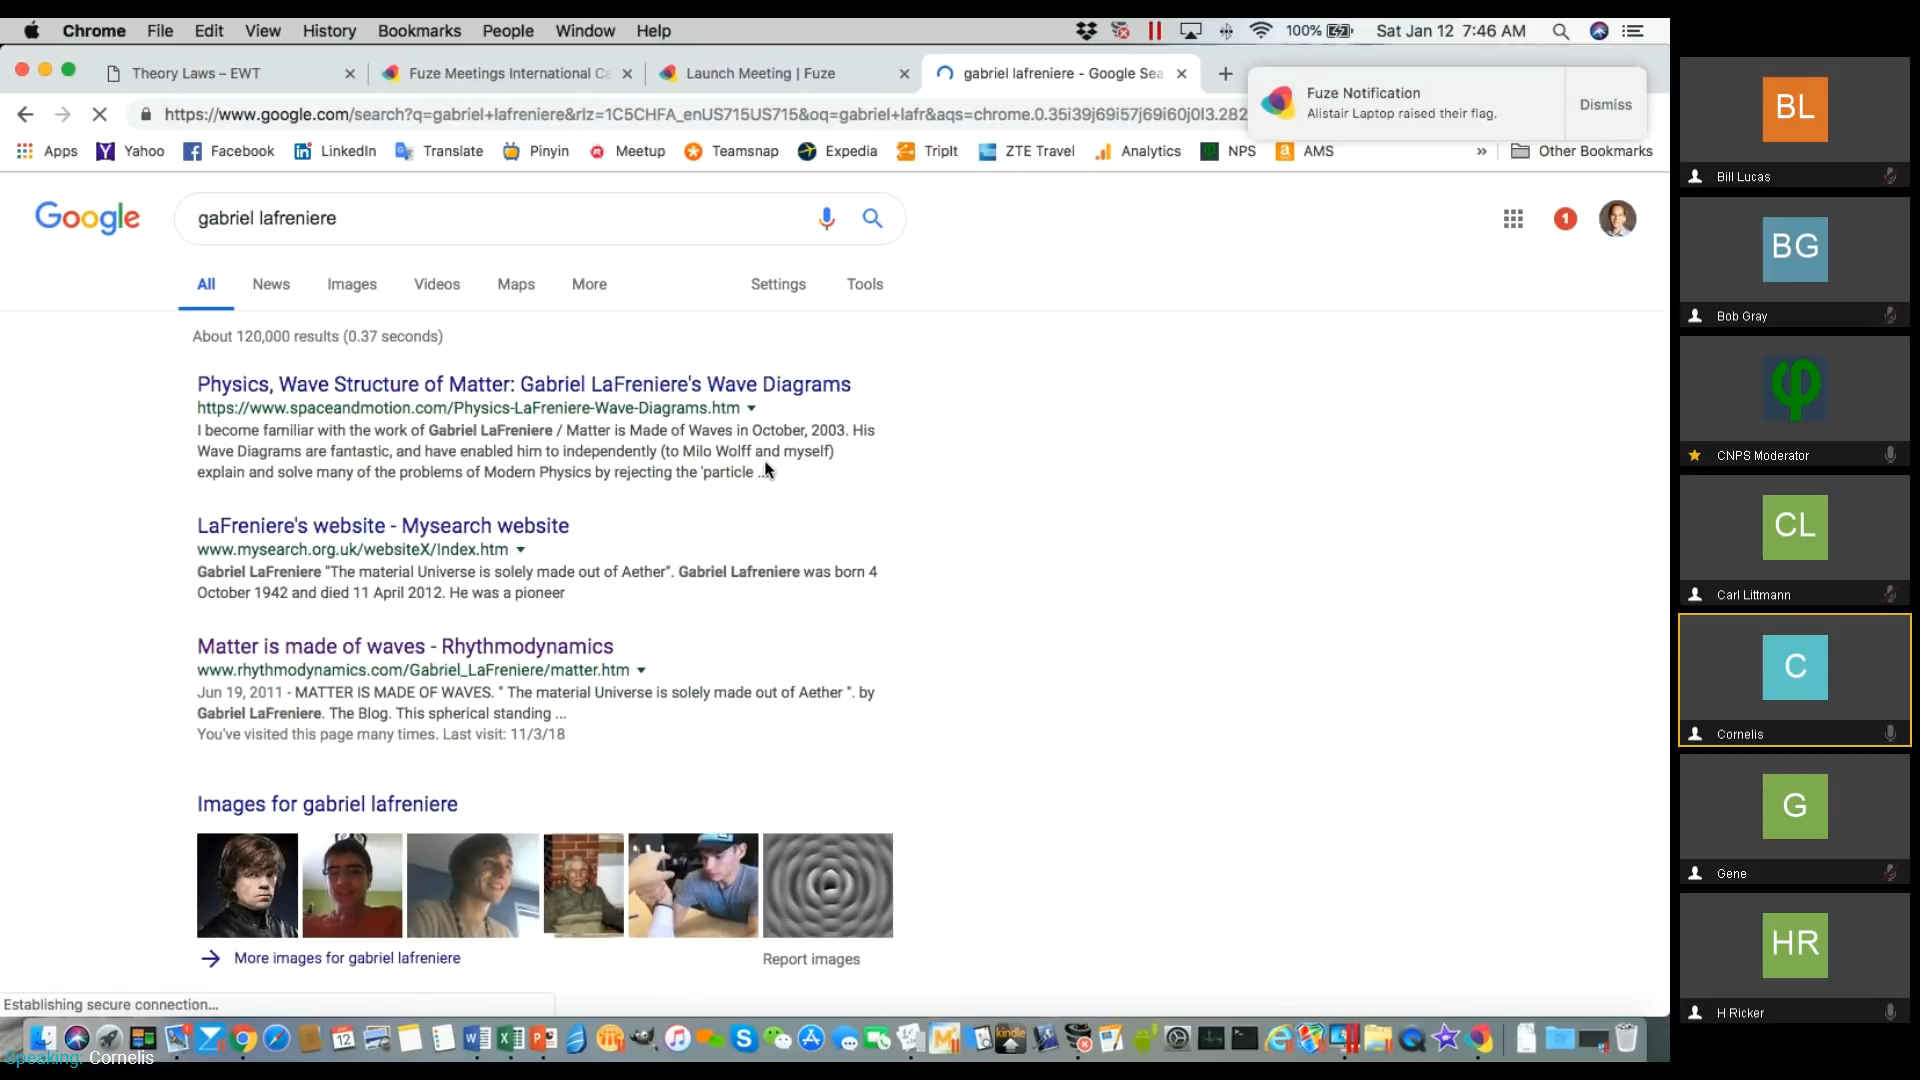 Chrome File Edit View History Bookmarks People Window Help
100% Sat Jan 12 7:46 AM
Theory Laws – EWT
Fuze Meetings International Ca
Launch Meeting | Fuze
gabriel lafreniere - Google Sea
https://www.google.com/search?q=gabriel+lafreniere&rlz=1C5CHFA_enUS715US715&oq=gabriel+lafr&aqs=chrome.0.35i39j69i57j69i60j0l3.282
Fuze Notification
Alistair Laptop raised their flag.
Dismiss
Apps Yahoo Facebook LinkedIn Translate Pinyin Meetup Teamsnap Expedia TripIt ZTE Travel Analytics NPS AMS » Other Bookmarks
Google
gabriel lafreniere
1
All News Images Videos Maps More Settings Tools
About 120,000 results (0.37 seconds)
Physics, Wave Structure of Matter: Gabriel LaFreniere's Wave Diagrams
https://www.spaceandmotion.com/Physics-LaFreniere-Wave-Diagrams.htm
I become familiar with the work of Gabriel LaFreniere / Matter is Made of Waves in October, 2003. His
Wave Diagrams are fantastic, and have enabled him to independently (to Milo Wolff and myself)
explain and solve many of the problems of Modern Physics by rejecting the 'particle ...
LaFreniere's website - Mysearch website
www.mysearch.org.uk/websiteX/Index.htm
Gabriel LaFreniere "The material Universe is solely made out of Aether". Gabriel Lafreniere was born 4
October 1942 and died 11 April 2012. He was a pioneer
Matter is made of waves - Rhythmodynamics
www.rhythmodynamics.com/Gabriel_LaFreniere/matter.htm
Jun 19, 2011 - MATTER IS MADE OF WAVES. " The material Universe is solely made out of Aether ". by
Gabriel LaFreniere. The Blog. This spherical standing ...
You've visited this page many times. Last visit: 11/3/18
Images for gabriel lafreniere
More images for gabriel lafreniere
Report images
Establishing secure connection...
Speaking: Cornelis
BL
Bill Lucas
BG
Bob Gray
CNPS Moderator
CL
Carl Littmann
C
Cornelis
G
Gene
HR
H Ricker